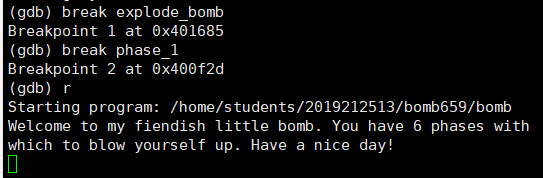 (gdb) break explode_bomb
Breakpoint 1 at 0x401685
(gdb) break phase_1
Breakpoint 2 at 0x400f2d
(gdb) r
Starting program: /home/students/2019212513/bomb659/bomb
Welcome to my fiendish little bomb. You have 6 phases with
which to blow yourself up. Have a nice day!